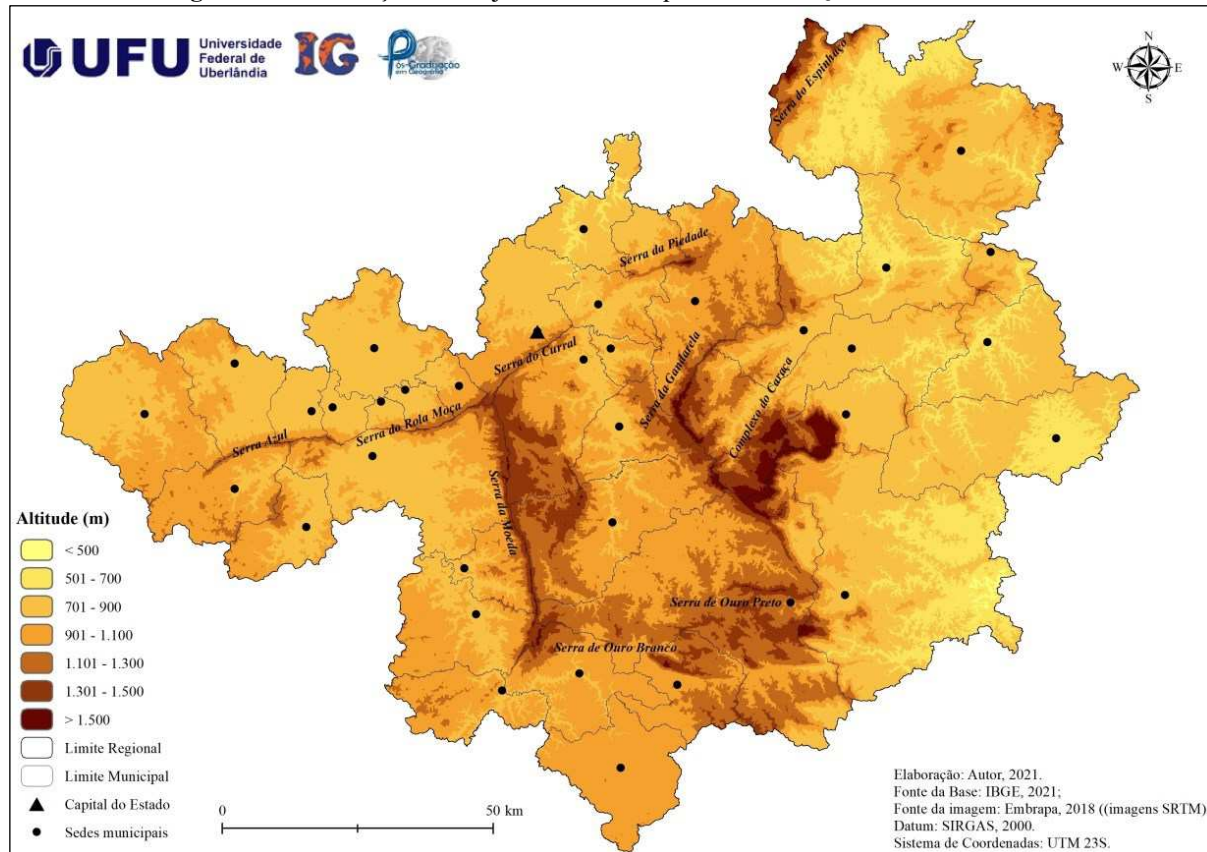 UFU
Universidade
Federal de
Uberlândia
IG
Pós-Graduação
em Geografia
N
W
E
S
Serra do Espinhaço
Serra da Piedade
Serra do Curral
Serra da Gandarela
Complexo do Caraça
Serra do Rola Moça
Serra Azul
Serra da Moeda
Serra de Ouro Preto
Serra de Ouro Branco
Altitude (m)
< 500
501 - 700
701 - 900
901 - 1.100
1.101 - 1.300
1.301 - 1.500
> 1.500
Limite Regional
Limite Municipal
Capital do Estado
Sedes municipais
0
50 km
Elaboração: Autor, 2021.
Fonte da Base: IBGE, 2021;
Fonte da imagem: Embrapa, 2018 ((imagens SRTM)
Datum: SIRGAS, 2000.
Sistema de Coordenadas: UTM 23S.